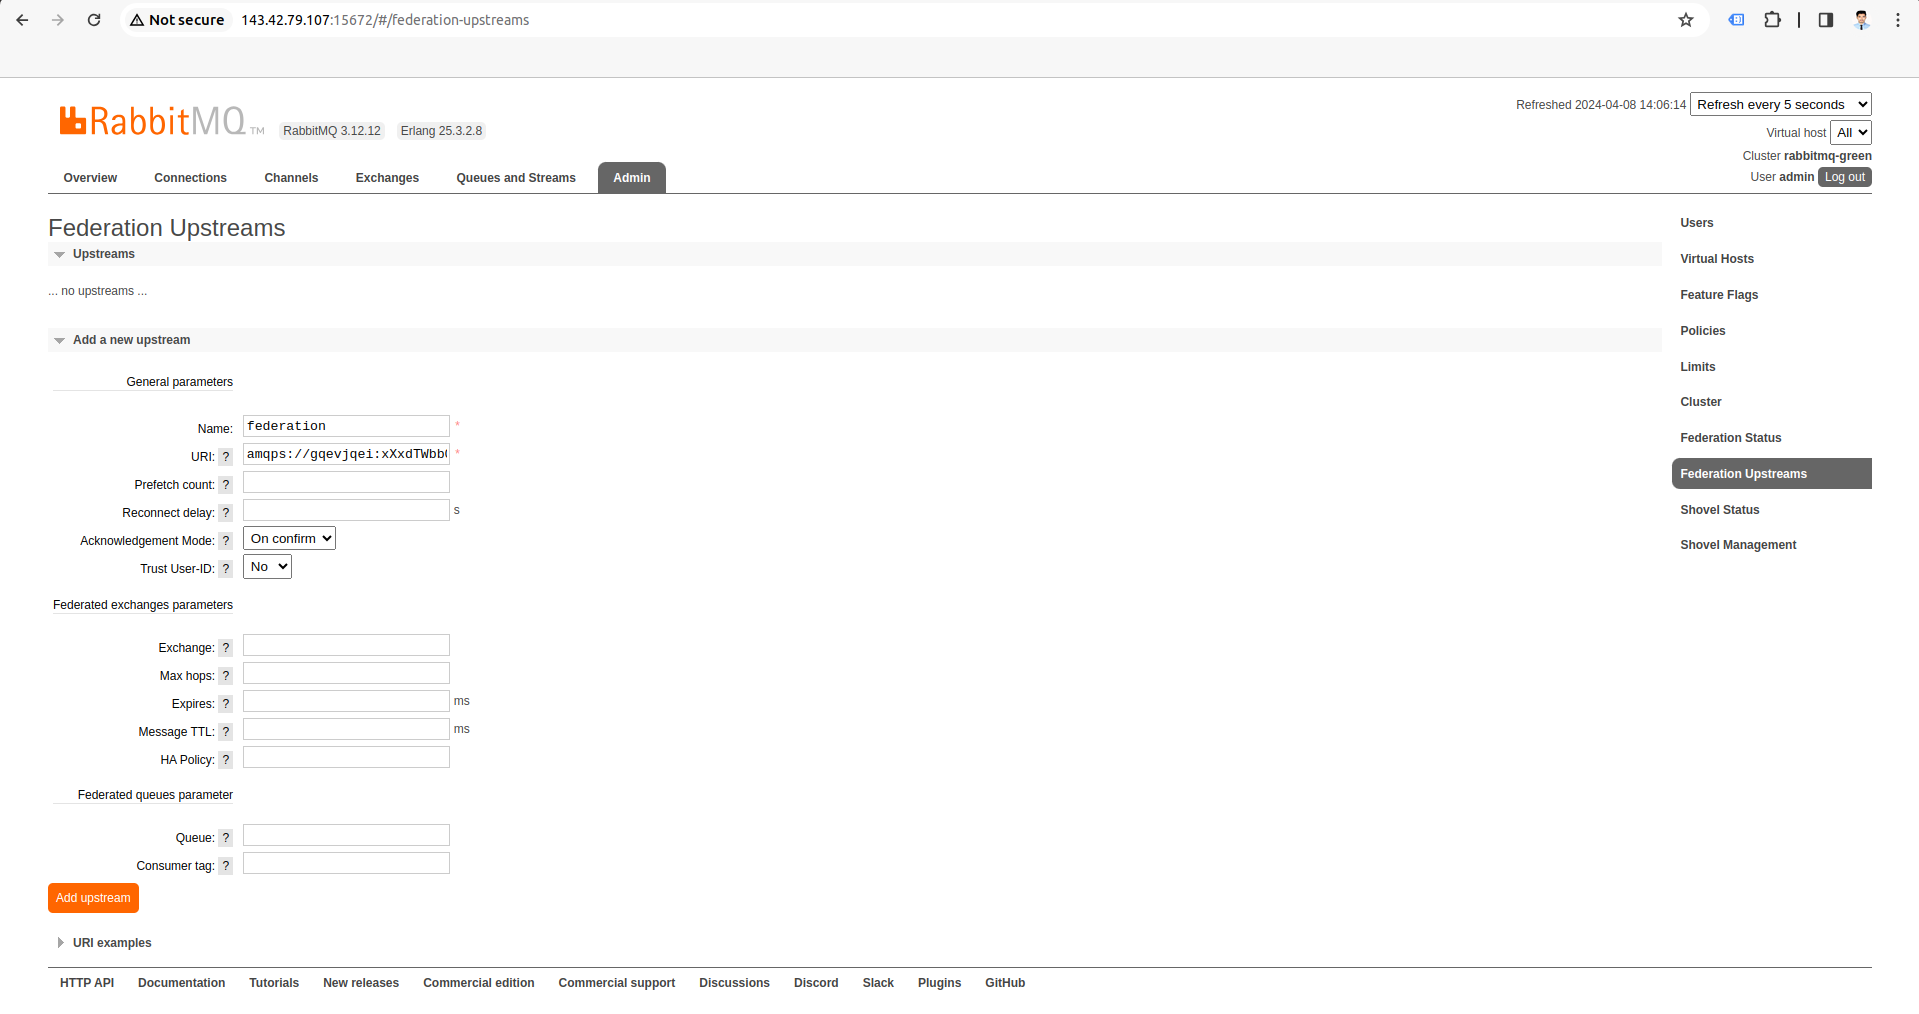 Not secure 143.42.79.107:15672/#/federation-upstreams
RabbitMQ TM RabbitMQ 3.12.12 Erlang 25.3.2.8
Refreshed 2024-04-08 14:06:14 Refresh every 5 seconds
Virtual host All
Cluster rabbitmq-green
User admin Log out
Overview Connections Channels Exchanges Queues and Streams Admin
Federation Upstreams
Upstreams
... no upstreams ...
Add a new upstream
General parameters
Name: federation *
URI: ? amqps://gqevjqei:xXxdTWbb *
Prefetch count: ?
Reconnect delay: ? s
Acknowledgement Mode: ? On confirm
Trust User-ID: ? No
Federated exchanges parameters
Exchange: ?
Max hops: ?
Expires: ? ms
Message TTL: ? ms
HA Policy: ?
Federated queues parameter
Queue: ?
Consumer tag: ?
Add upstream
URI examples
Users
Virtual Hosts
Feature Flags
Policies
Limits
Cluster
Federation Status
Federation Upstreams
Shovel Status
Shovel Management
HTTP API Documentation Tutorials New releases Commercial edition Commercial support Discussions Discord Slack Plugins GitHub